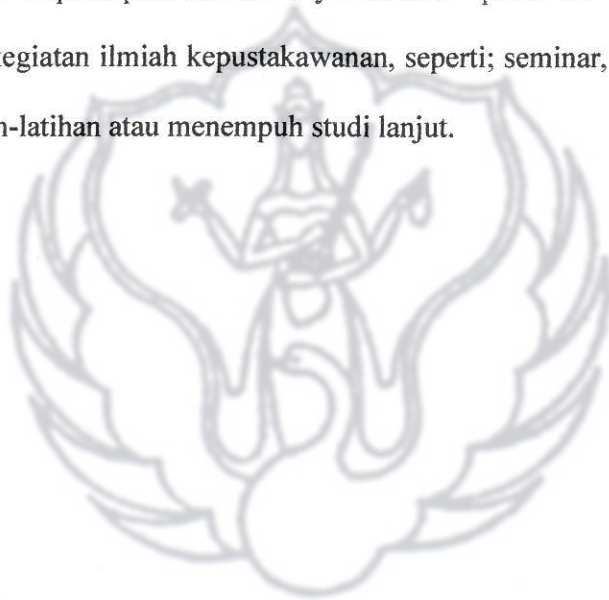 kegiatan ilmiah kepustakawanan, seperti; seminar,
n-latihan atau menempuh studi lanjut.